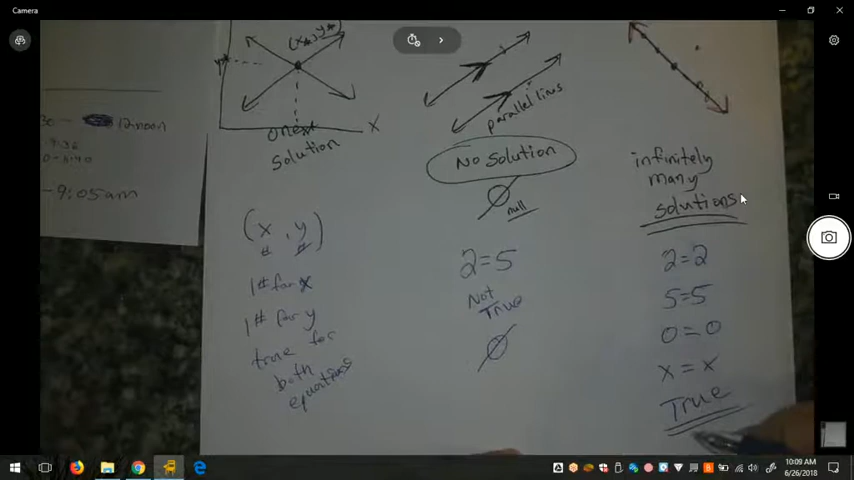 Camera
12 noon
- 9:05am
y*
(x*, y*)
x
one
solution
(x, y)
# #
1# for x
1# for y
true for
both
equations
parallel lines
No solution
∅
null
2=5
Not
True
∅
infinitely
many
solutions
2=2
5=5
0=0
x=x
True
10:09 AM
6/26/2018